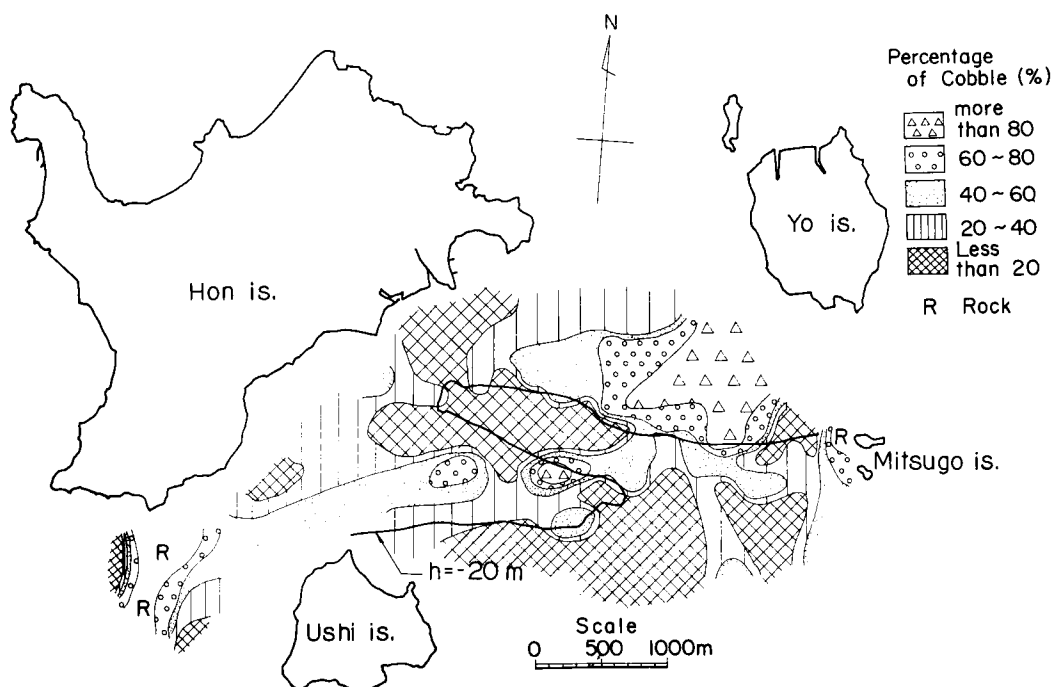 N
Percentage
of Cobble (%)
more
than 80
60~80
40~60
20~40
Less
than 20
R Rock
Yo is.
Hon is.
R
Mitsugo is.
R
R
h=-20 m
Ushi is.
Scale
0 500 1000m